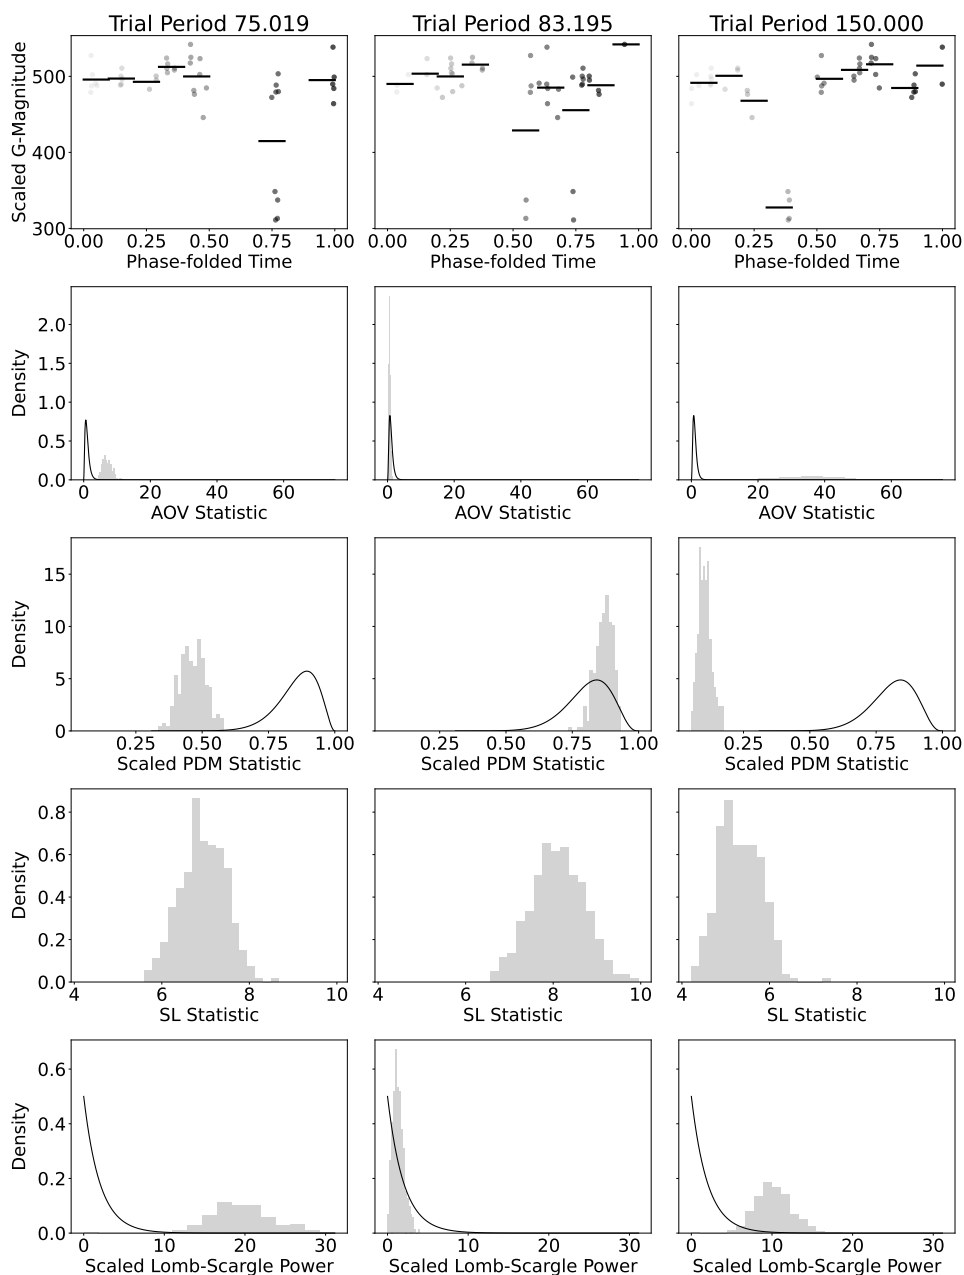 Trial Period 75.019 Trial Period 83.195 Trial Period 150.000
Scaled G-Magnitude
500
400
300
0.00 0.25 0.50 0.75 1.00 0.00 0.25 0.50 0.75 1.00 0.00 0.25 0.50 0.75 1.00
Phase-folded Time Phase-folded Time Phase-folded Time
Density
2.0
1.5
1.0
0.5
0.0
0 20 40 60 0 20 40 60 0 20 40 60
AOV Statistic AOV Statistic AOV Statistic
Density
15
10
5
0
0.25 0.50 0.75 1.00 0.25 0.50 0.75 1.00 0.25 0.50 0.75 1.00
Scaled PDM Statistic Scaled PDM Statistic Scaled PDM Statistic
Density
0.8
0.6
0.4
0.2
0.0
4 6 8 10 4 6 8 10 4 6 8 10
SL Statistic SL Statistic SL Statistic
Density
0.6
0.4
0.2
0.0
0 10 20 30 0 10 20 30 0 10 20 30
Scaled Lomb-Scargle Power Scaled Lomb-Scargle Power Scaled Lomb-Scargle Power